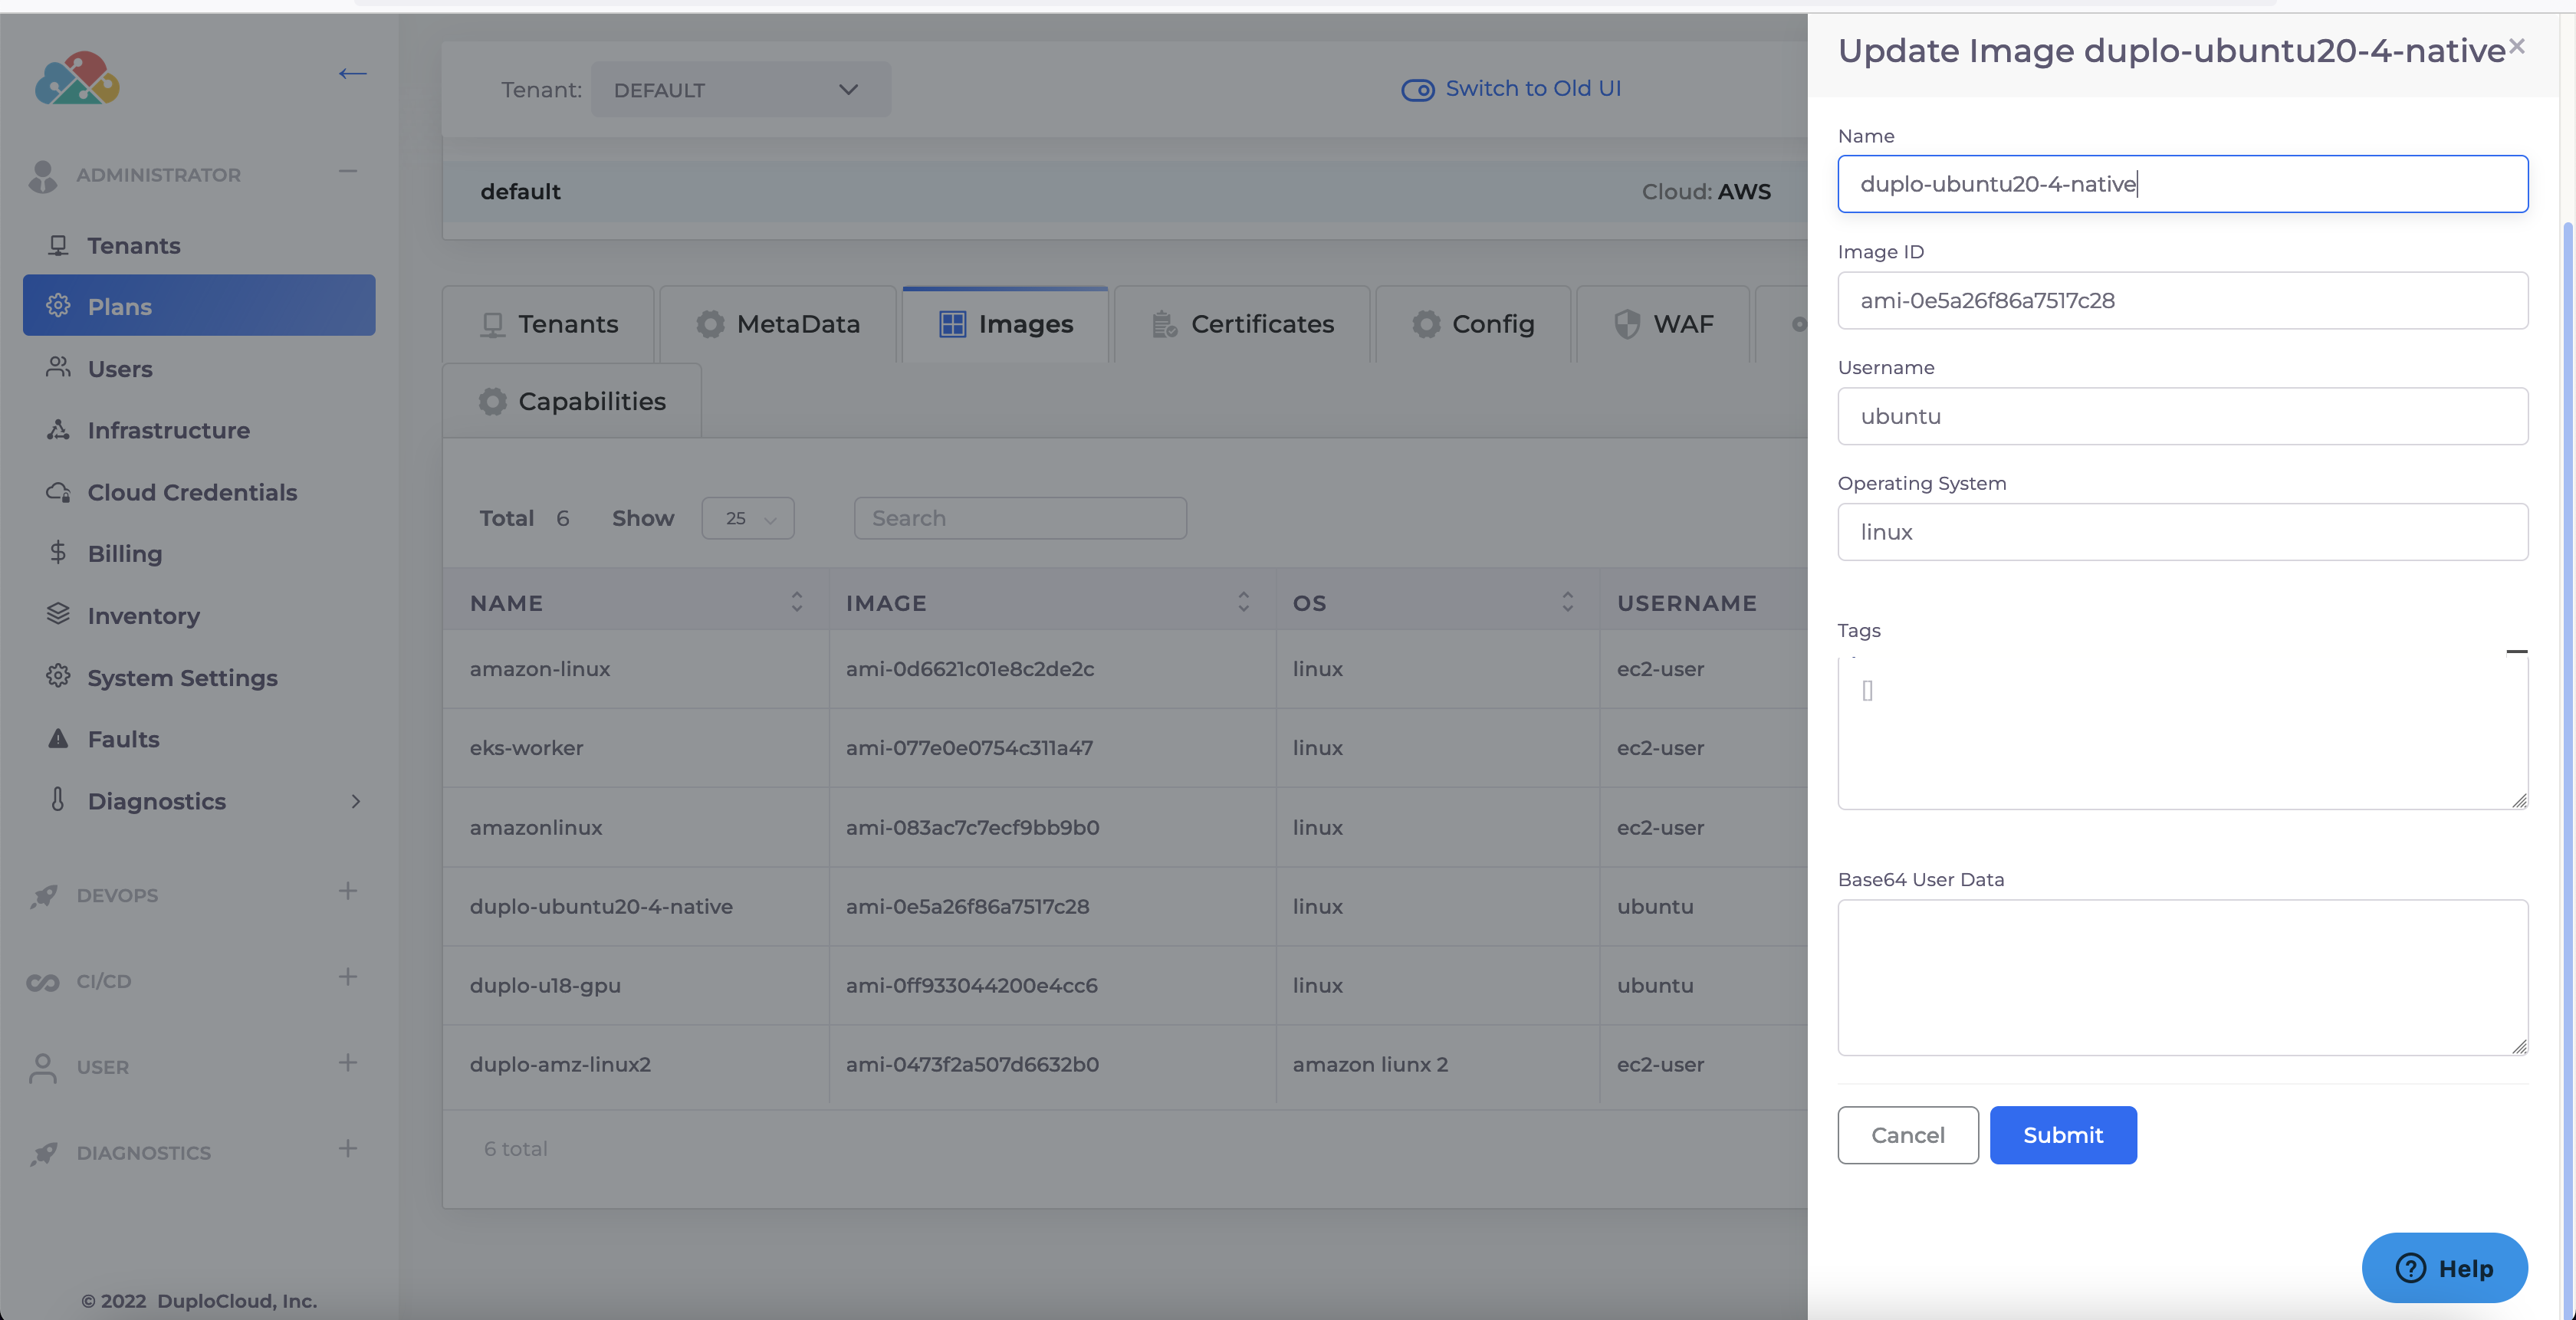 Update Image duplo-ubuntu20-4-native
Tenant: DEFAULT
Switch to Old UI
ADMINISTRATOR
Tenants
Plans
Users
Infrastructure
Cloud Credentials
Billing
Inventory
System Settings
Faults
Diagnostics
DEVOPS
CI/CD
USER
DIAGNOSTICS
© 2022 DuploCloud, Inc.
default
Cloud: AWS
Tenants
MetaData
Images
Certificates
Config
WAF
Capabilities
Total 6 Show 25 Search
NAME IMAGE OS USERNAME
amazon-linux ami-0d6621c01e8c2de2c linux ec2-user
eks-worker ami-077e0e0754c311a47 linux ec2-user
amazonlinux ami-083ac7c7ecf9bb9b0 linux ec2-user
duplo-ubuntu20-4-native ami-0e5a26f86a7517c28 linux ubuntu
duplo-u18-gpu ami-0ff933044200e4cc6 linux ubuntu
duplo-amz-linux2 ami-0473f2a507d6632b0 amazon liunx 2 ec2-user
6 total
Name
duplo-ubuntu20-4-native
Image ID
ami-0e5a26f86a7517c28
Username
ubuntu
Operating System
linux
Tags
[]
Base64 User Data
Cancel
Submit
Help